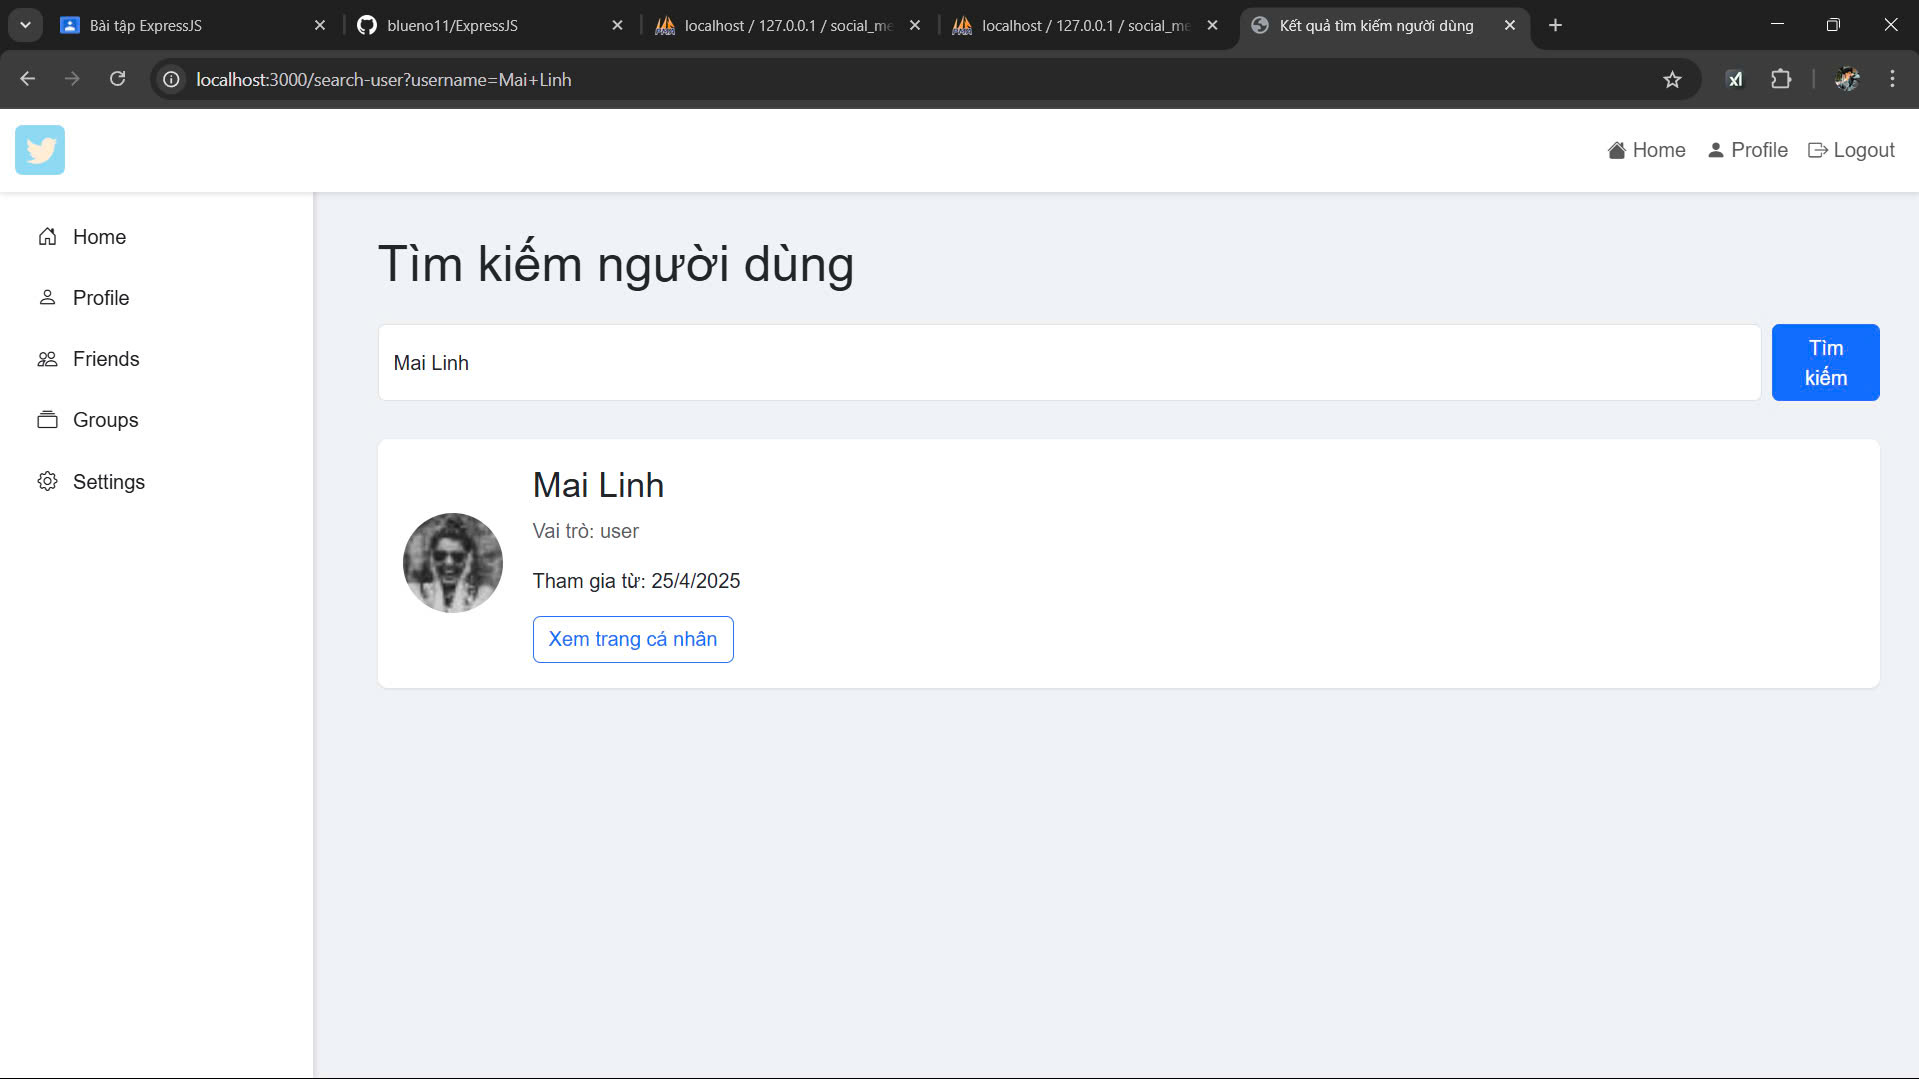 Bài tập ExpressJS
blueno11/ExpressJS
localhost / 127.0.0.1 / social_me
localhost / 127.0.0.1 / social_me
Kết quả tìm kiếm người dùng
localhost:3000/search-user?username=Mai+Linh
Home
Profile
Logout
Home
Profile
Friends
Groups
Settings
Tìm kiếm người dùng
Mai Linh
Tìm
kiếm
Mai Linh
Vai trò: user
Tham gia từ: 25/4/2025
Xem trang cá nhân